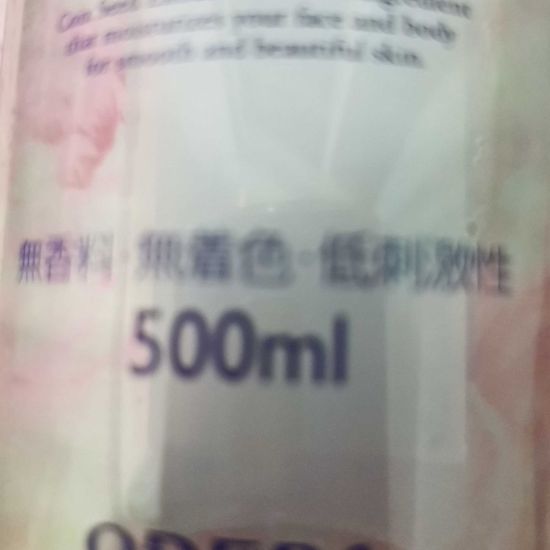 that moisturizes your face and body
for smooth and beautiful skin.
無香料・無着色・低刺激性
500ml